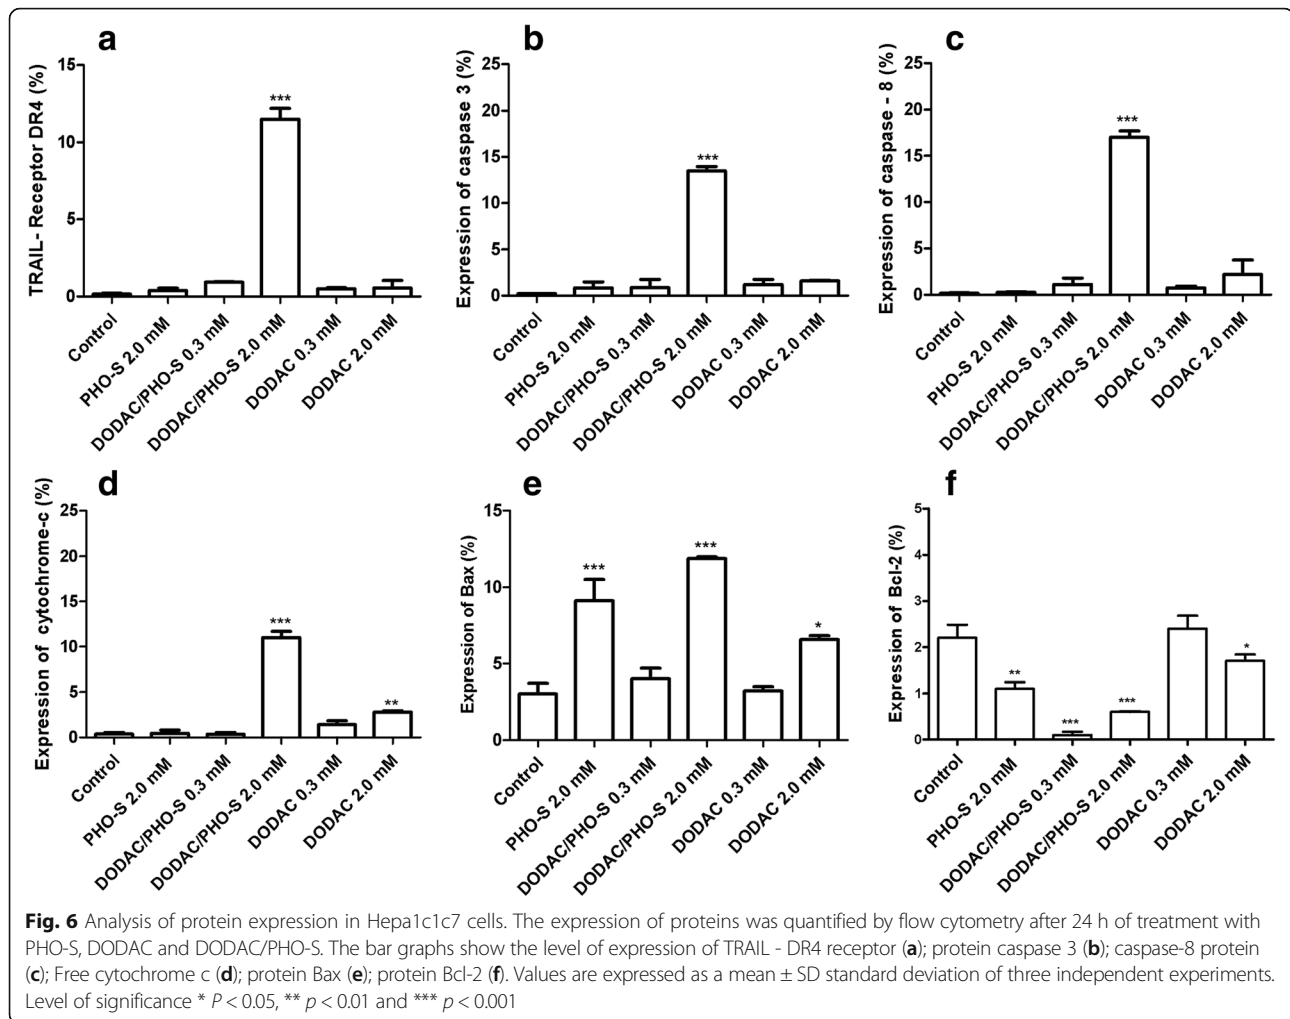 a
TRAIL- Receptor DR4 (%)
15
10
5
0
***
Control
PHO-S 2.0 mM
DODAC/PHO-S 0.3 mM
DODAC/PHO-S 2.0 mM
DODAC 0.3 mM
DODAC 2.0 mM
b
Expression of caspase 3 (%)
25
20
15
10
5
0
***
Control
PHO-S 2.0 mM
DODAC/PHO-S 0.3 mM
DODAC/PHO-S 2.0 mM
DODAC 0.3 mM
DODAC 2.0 mM
c
Expression of caspase - 8 (%)
25
20
15
10
5
0
***
Control
PHO-S 2.0 mM
DODAC/PHO-S 0.3 mM
DODAC/PHO-S 2.0 mM
DODAC 0.3 mM
DODAC 2.0 mM
d
Expression of cytochrome-c (%)
25
20
15
10
5
0
***
**
Control
PHO-S 2.0 mM
DODAC/PHO-S 0.3 mM
DODAC/PHO-S 2.0 mM
DODAC 0.3 mM
DODAC 2.0 mM
e
Expression of Bax (%)
15
10
5
0
***
***
*
Control
PHO-S 2.0 mM
DODAC/PHO-S 0.3 mM
DODAC/PHO-S 2.0 mM
DODAC 0.3 mM
DODAC 2.0 mM
f
Expression of Bcl-2 (%)
5
4
3
2
1
0
**
***
***
*
Control
PHO-S 2.0 mM
DODAC/PHO-S 0.3 mM
DODAC/PHO-S 2.0 mM
DODAC 0.3 mM
DODAC 2.0 mM
Fig. 6 Analysis of protein expression in Hepa1c1c7 cells. The expression of proteins was quantified by flow cytometry after 24 h of treatment with
PHO-S, DODAC and DODAC/PHO-S. The bar graphs show the level of expression of TRAIL - DR4 receptor (a); protein caspase 3 (b); caspase-8 protein
(c); Free cytochrome c (d); protein Bax (e); protein Bcl-2 (f). Values are expressed as a mean ± SD standard deviation of three independent experiments.
Level of significance * P < 0.05, ** p < 0.01 and *** p < 0.001